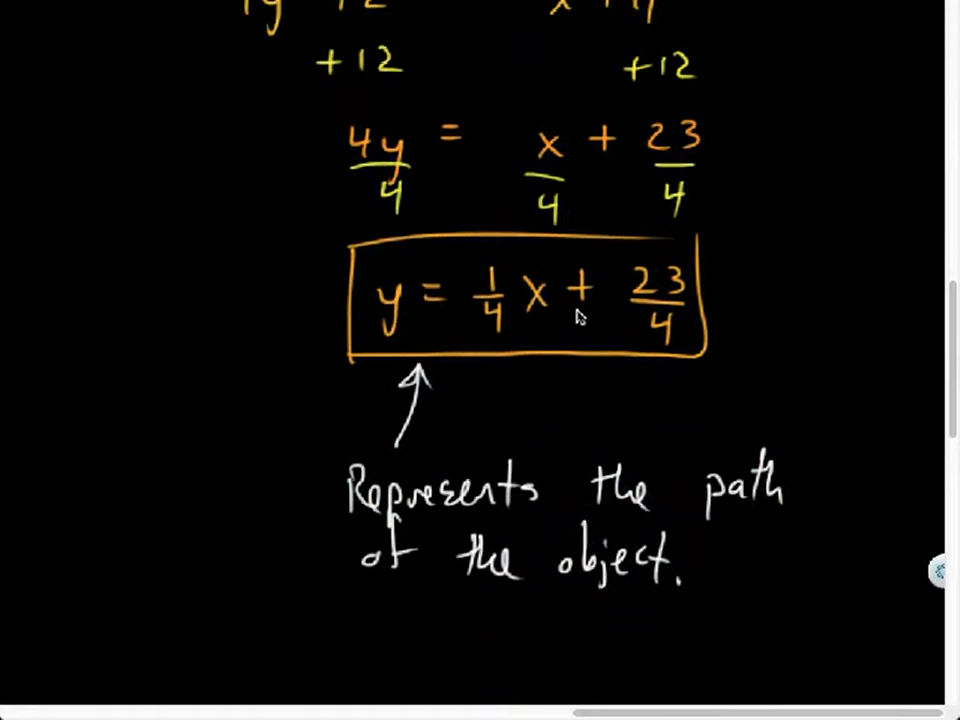 +12 +12
4y = x + 23
4 4 4
y = 1/4 x + 23/4
Represents the path
of the object.